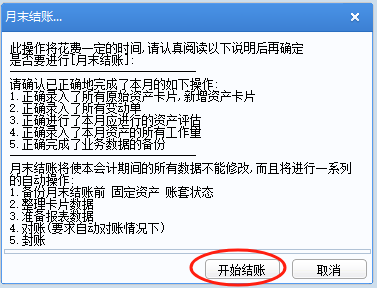 月末结账...
此操作将花费一定的时间,请认真阅读以下说明后再确定
是否要进行[月末结账]:
请确认已正确地完成了本月的如下操作:
1.正确录入了所有原始资产卡片,新增资产卡片
2.正确录入了所有变动单
3.正确进行了本月应进行的资产评估
4.正确录入了本月资产的所有工作量
5.正确完成了业务数据的备份
月末结账将使本会计期间的所有数据不能修改,而且将进行一系列
的自动操作:
1.备份月末结账前 固定资产 账套状态
2.整理卡片数据
3.准备报表数据
4.对账(要求自动对账情况下)
5.封账
开始结账
取消